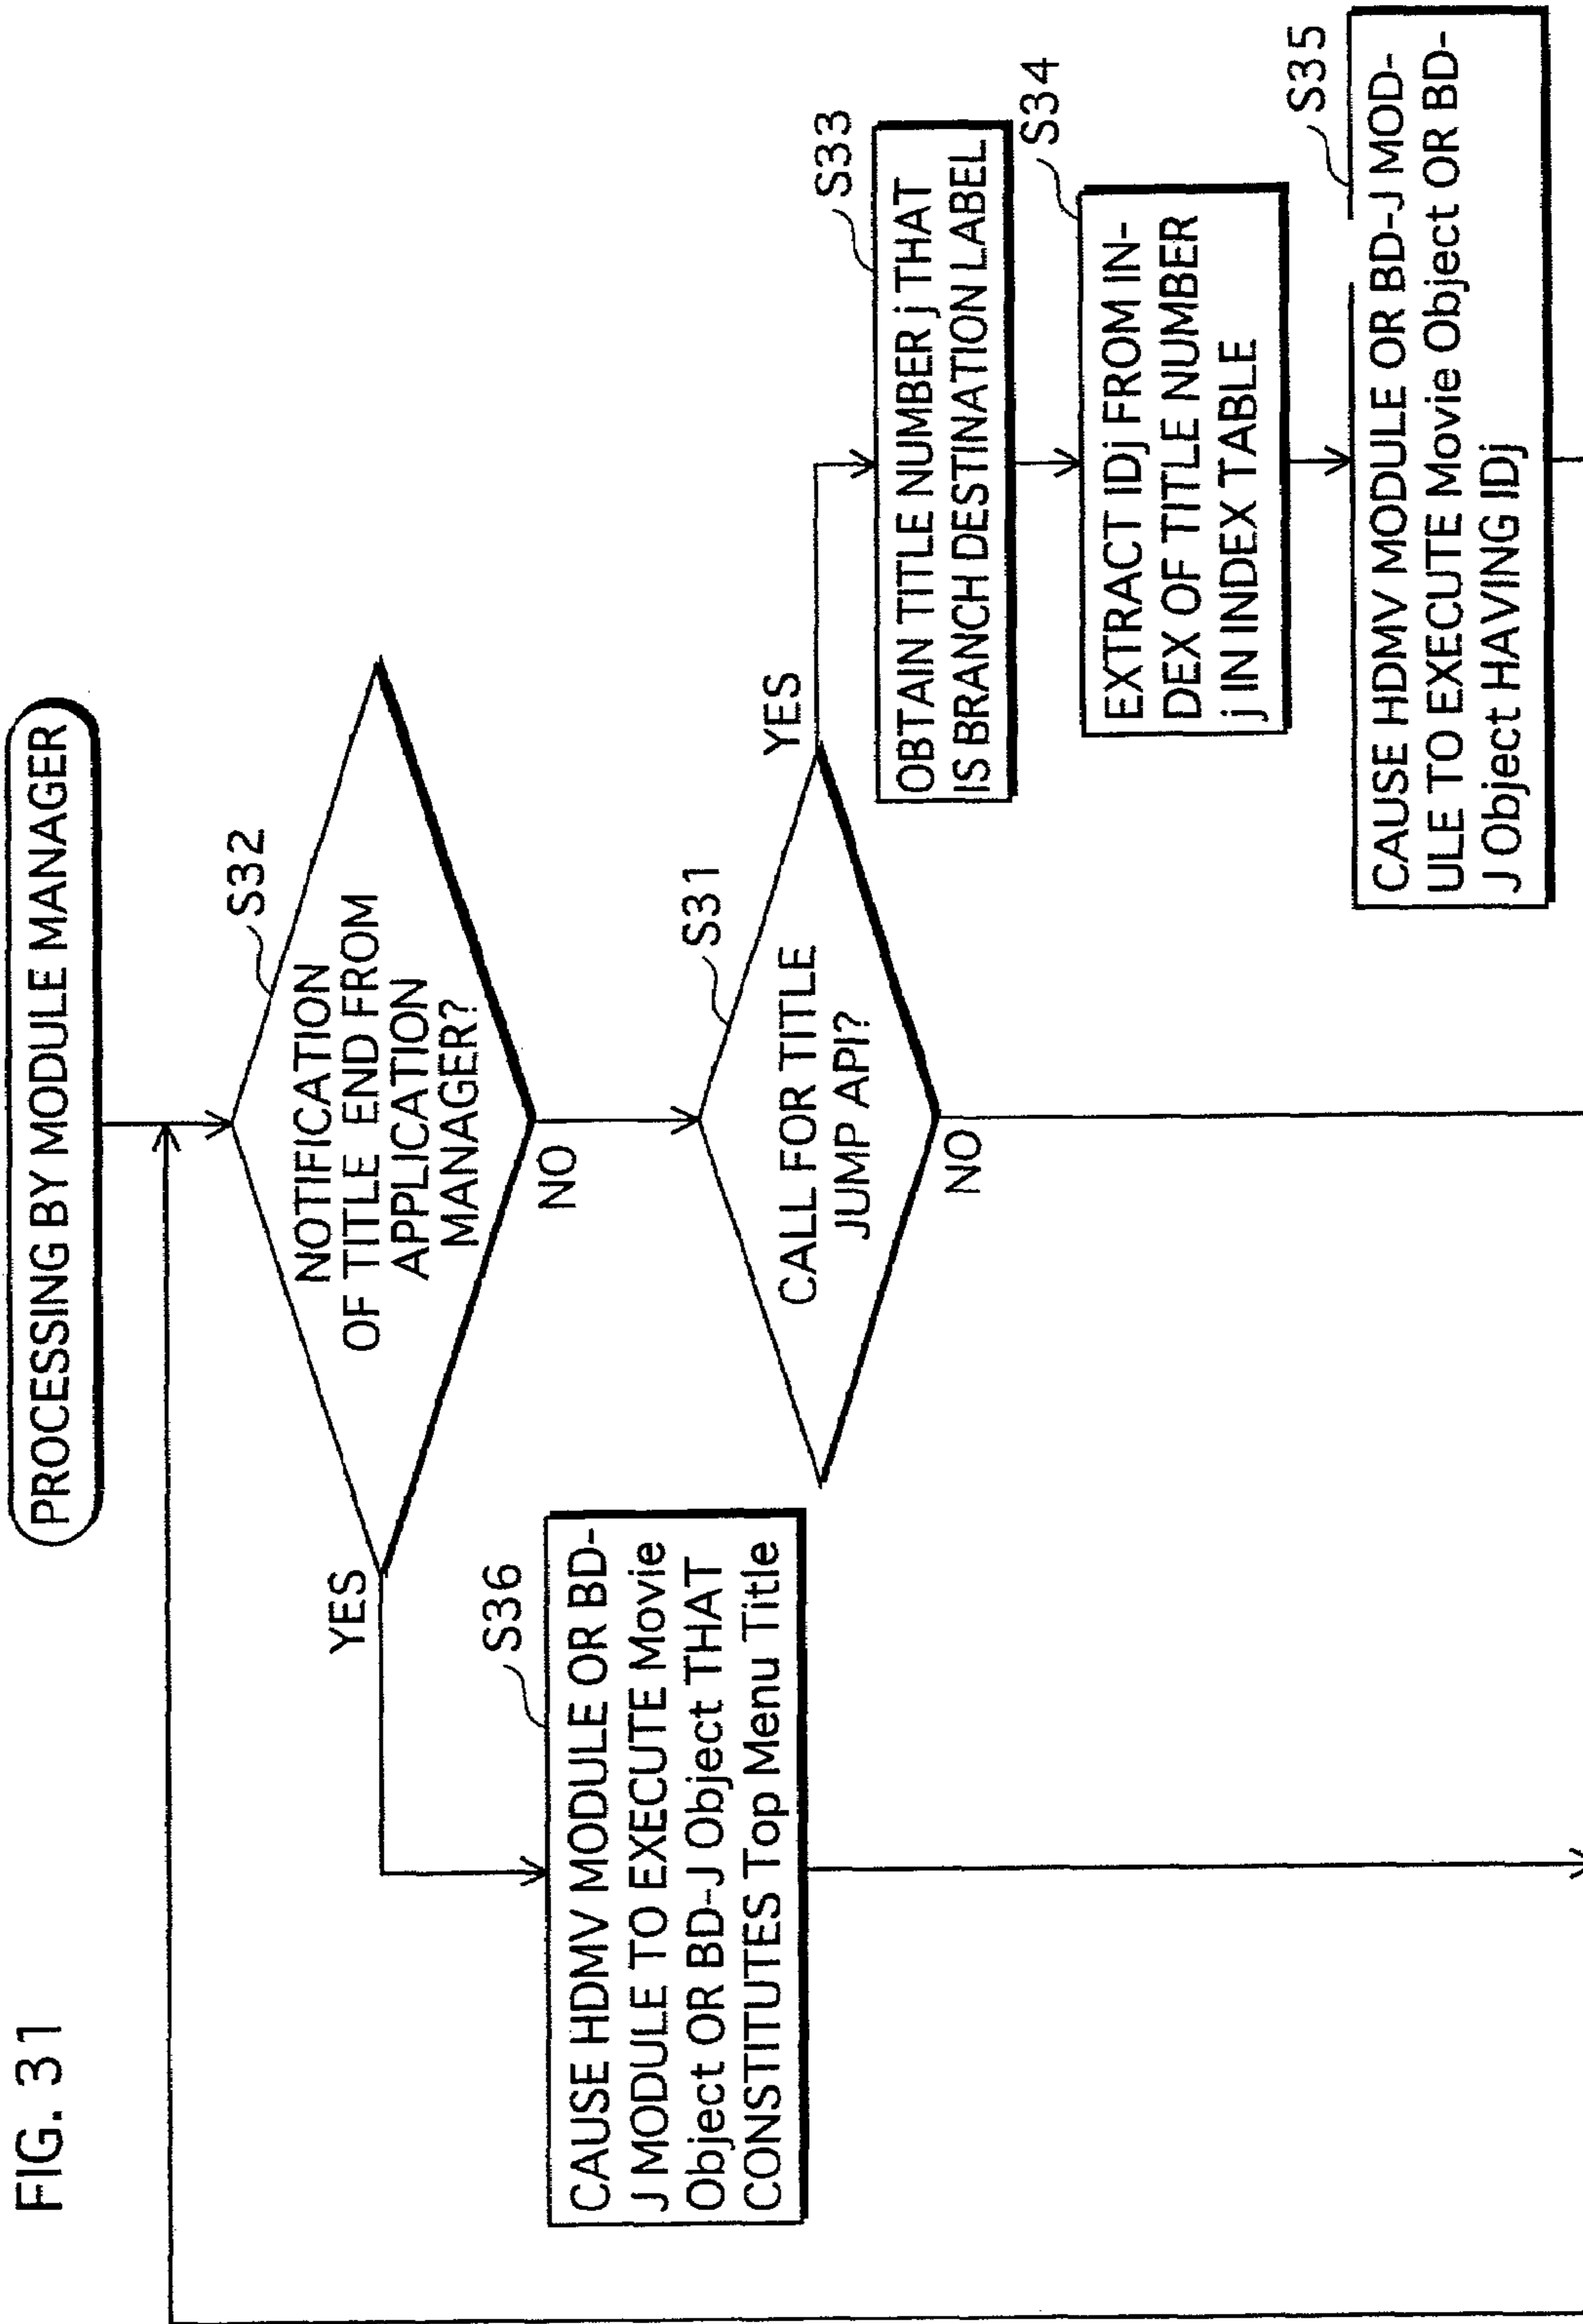 FIG. 31
PROCESSING BY MODULE MANAGER
S32
NOTIFICATION
OF TITLE END FROM
APPLICATION
MANAGER?
YES
NO
S36
CAUSE HDMV MODULE OR BD-
J MODULE TO EXECUTE Movie
Object OR BD-J Object THAT
CONSTITUTES Top Menu Title
S31
CALL FOR TITLE
JUMP API?
YES
NO
S33
OBTAIN TITLE NUMBER j THAT
IS BRANCH DESTINATION LABEL
S34
EXTRACT IDj FROM IN-
DEX OF TITLE NUMBER
j IN INDEX TABLE
S35
CAUSE HDMV MODULE OR BD-J MOD-
ULE TO EXECUTE Movie Object OR BD-
J Object HAVING IDj